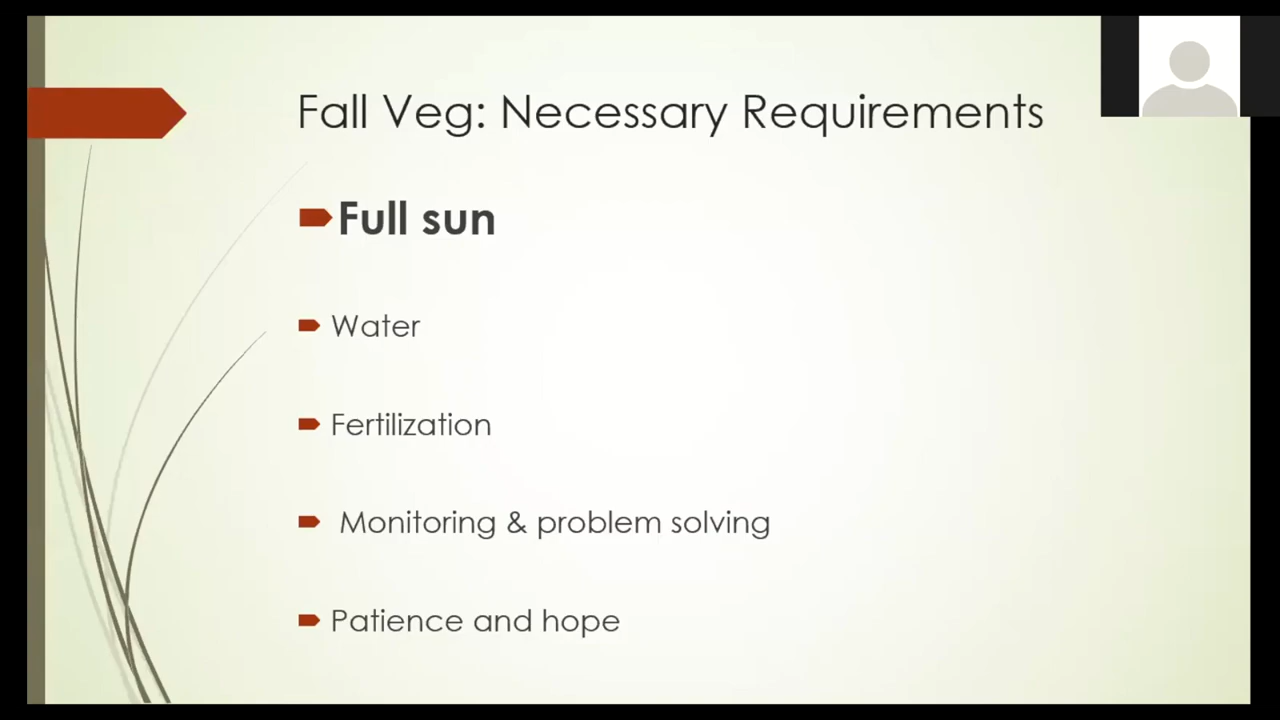 Fall Veg: Necessary Requirements
Full sun
Water
Fertilization
Monitoring & problem solving
Patience and hope